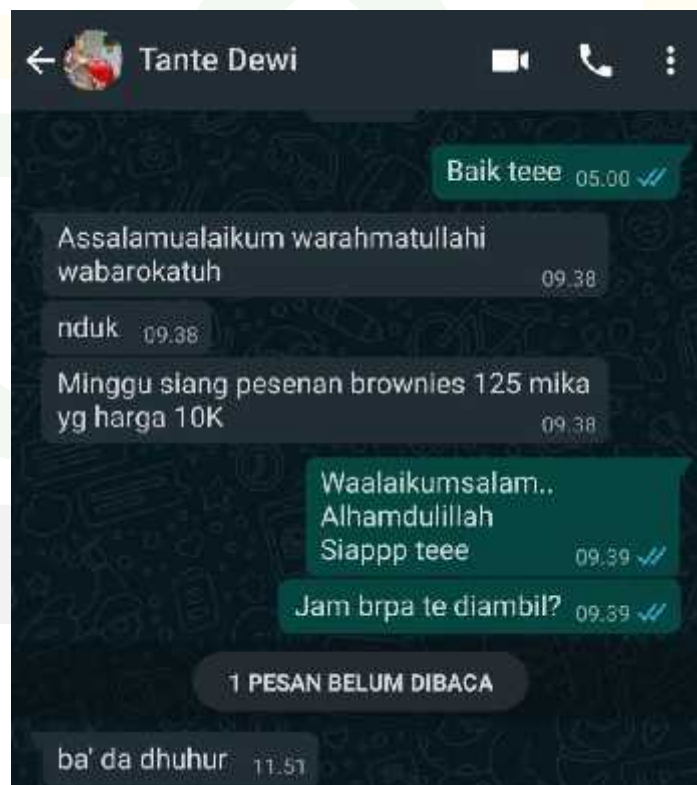 Tante Dewi
Baik teee 05.00
Assalamualaikum warahmatullahi
wabarokatuh 09.38
nduk 09.38
Minggu siang pesenan brownies 125 mika
yg harga 10K 09.38
Waalaikumsalam..
Alhamdulillah
Siappp teee 09.39
Jam brpa te diambil? 09.39
1 PESAN BELUM DIBACA
ba' da dhuhur 11.51